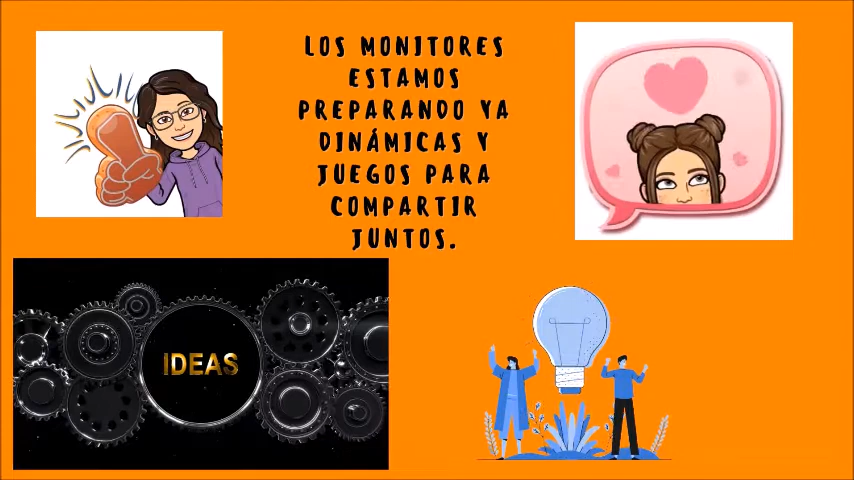 LOS MONITORES
ESTAMOS
PREPARANDO YA
DINÁMICAS Y
JUEGOS PARA
COMPARTIR
JUNTOS.
IDEAS